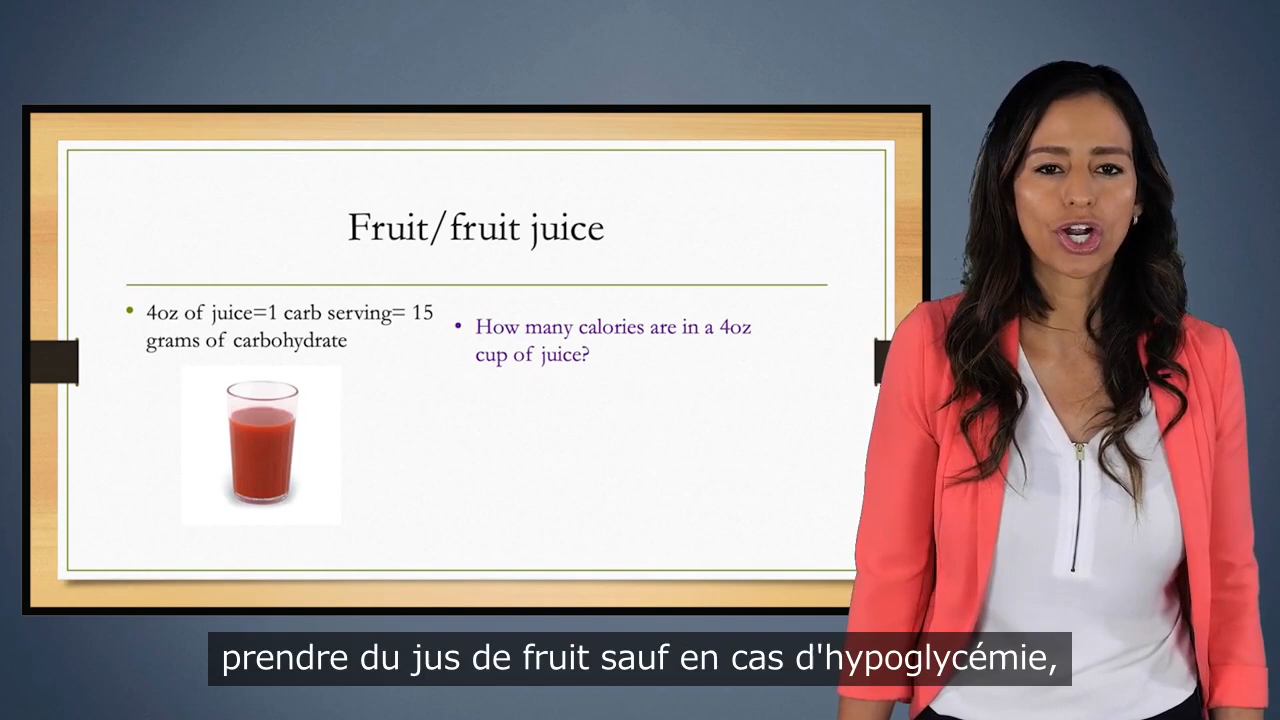 Fruit/fruit juice
• 4oz of juice=1 carb serving= 15
grams of carbohydrate
• How many calories are in a 4oz
cup of juice?
prendre du jus de fruit sauf en cas d'hypoglycémie,